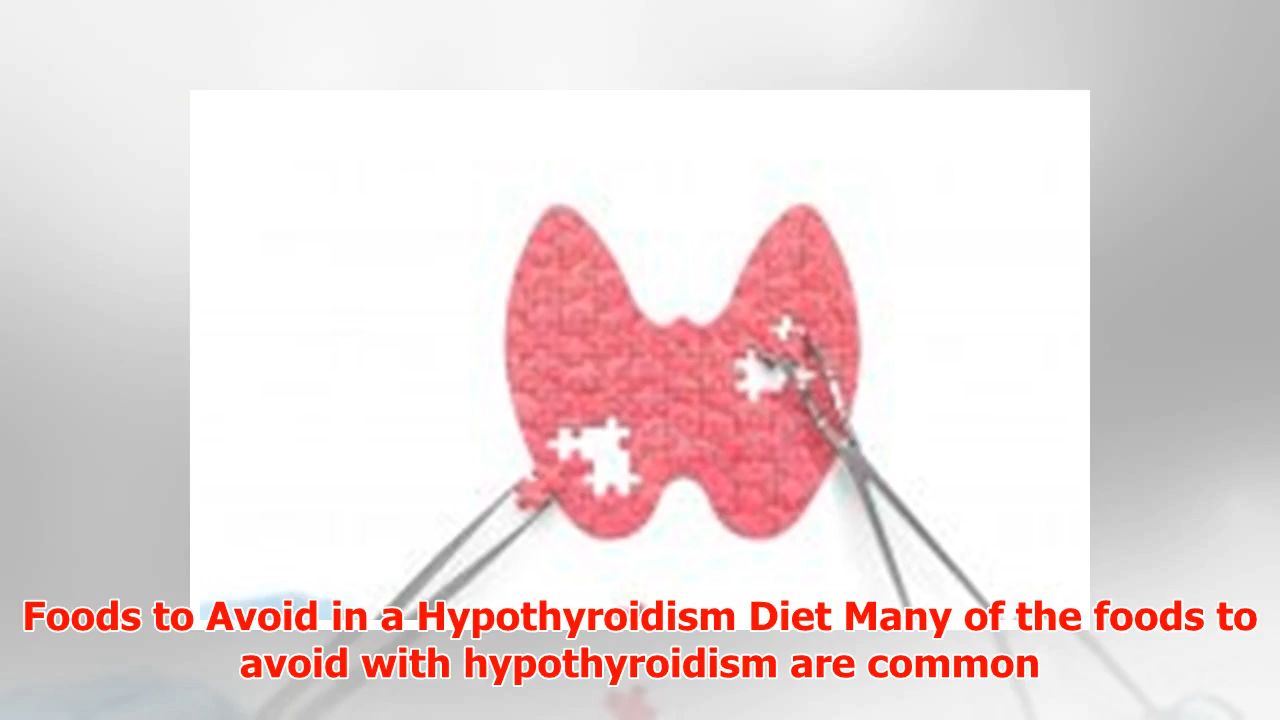 Foods to Avoid in a Hypothyroidism Diet Many of the foods to
avoid with hypothyroidism are common